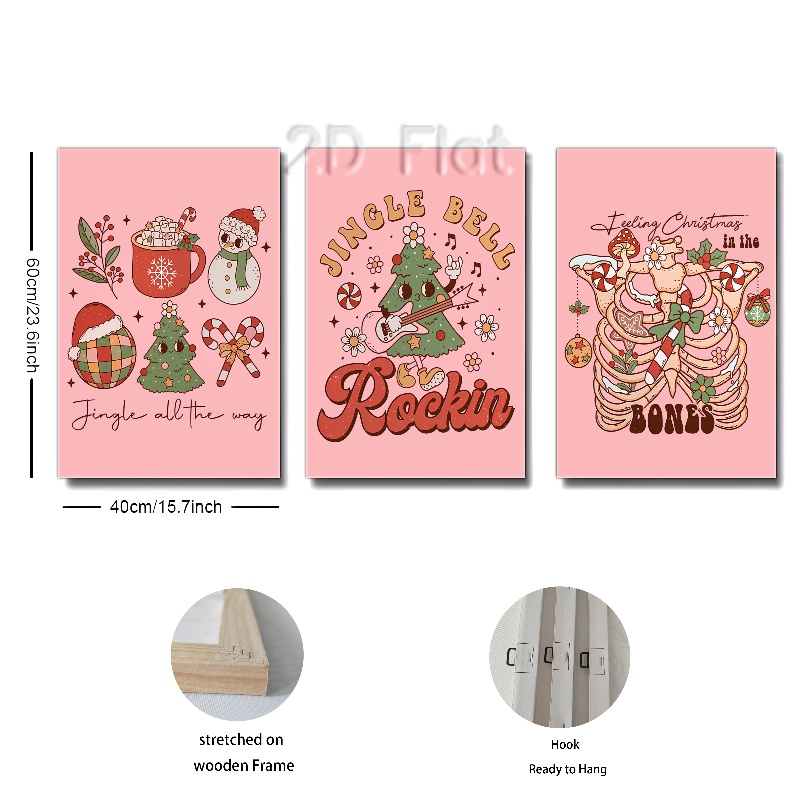 2D Flat
60cm/23.6inch
40cm/15.7inch
Jingle all the way
JINGLE BELL
Rockin
Feeling Christmas
in the
BONES
stretched on
wooden Frame
Hook
Ready to Hang